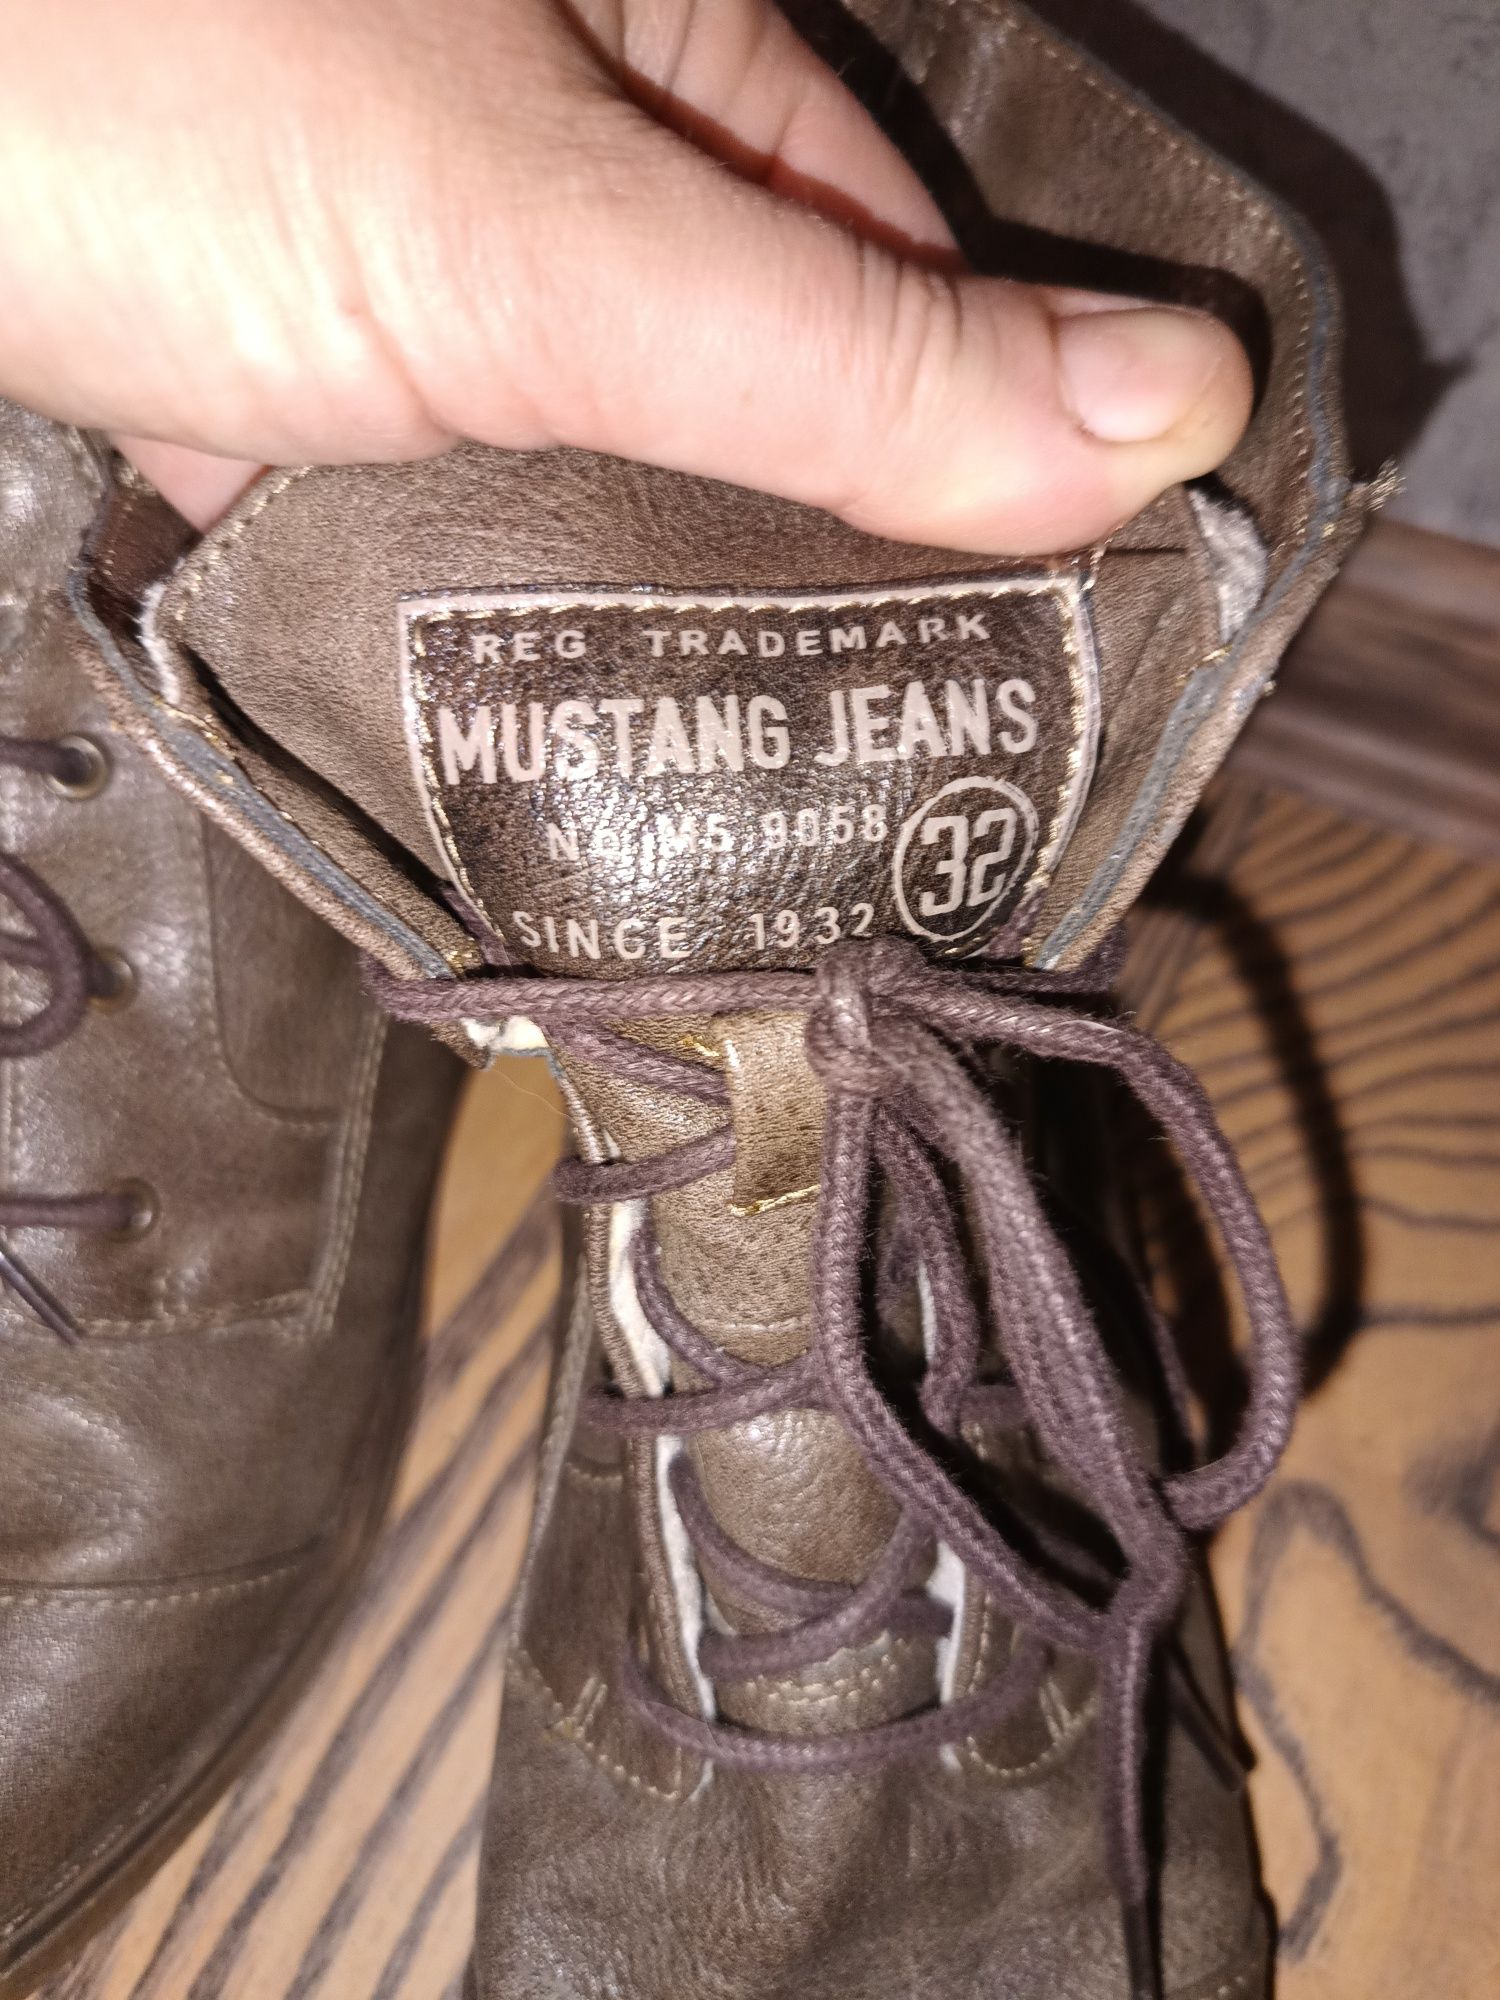 REG TRADEMARK
MUSTANG JEANS
NO M5 9058
32
SINCE 1932